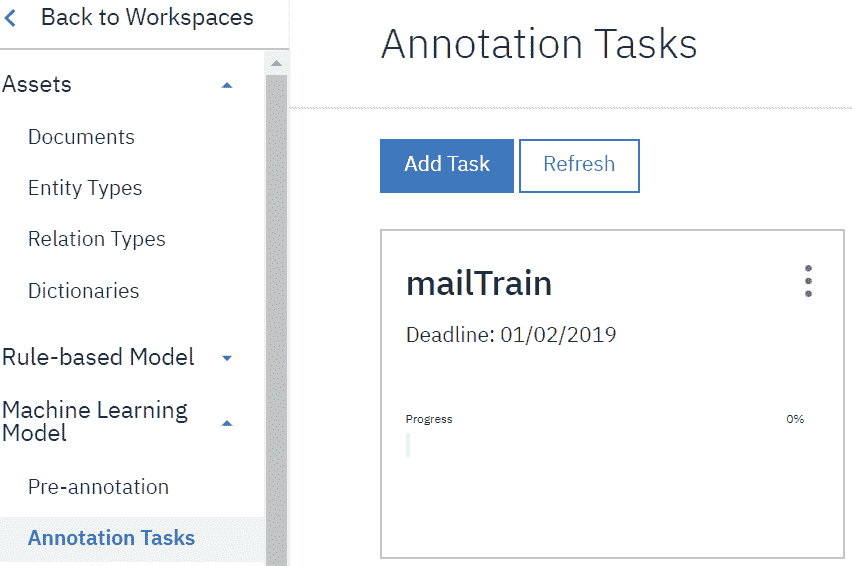 Back to Workspaces
Assets
Documents
Entity Types
Relation Types
Dictionaries
Rule-based Model
Machine Learning
Model
Pre-annotation
Annotation Tasks
Annotation Tasks
Add Task
Refresh
mailTrain
Deadline: 01/02/2019
Progress
0%